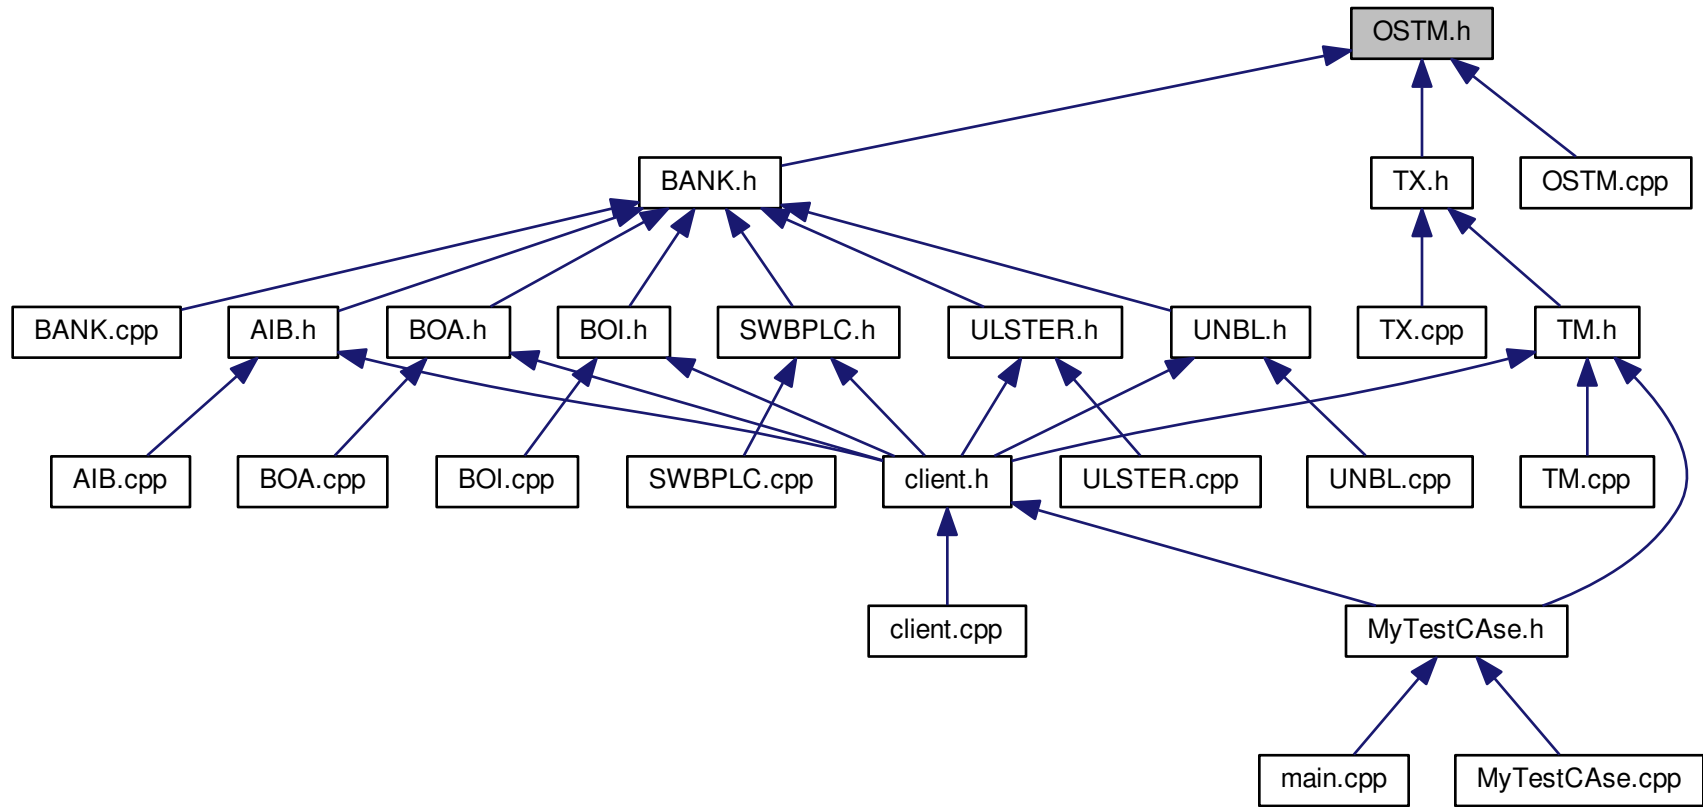 OSTM.h
BANK.h
TX.h
OSTM.cpp
BANK.cpp
AIB.h
BOA.h
BOI.h
SWBPLC.h
ULSTER.h
UNBL.h
TX.cpp
TM.h
AIB.cpp
BOA.cpp
BOI.cpp
SWBPLC.cpp
client.h
ULSTER.cpp
UNBL.cpp
TM.cpp
client.cpp
MyTestCAse.h
main.cpp
MyTestCAse.cpp